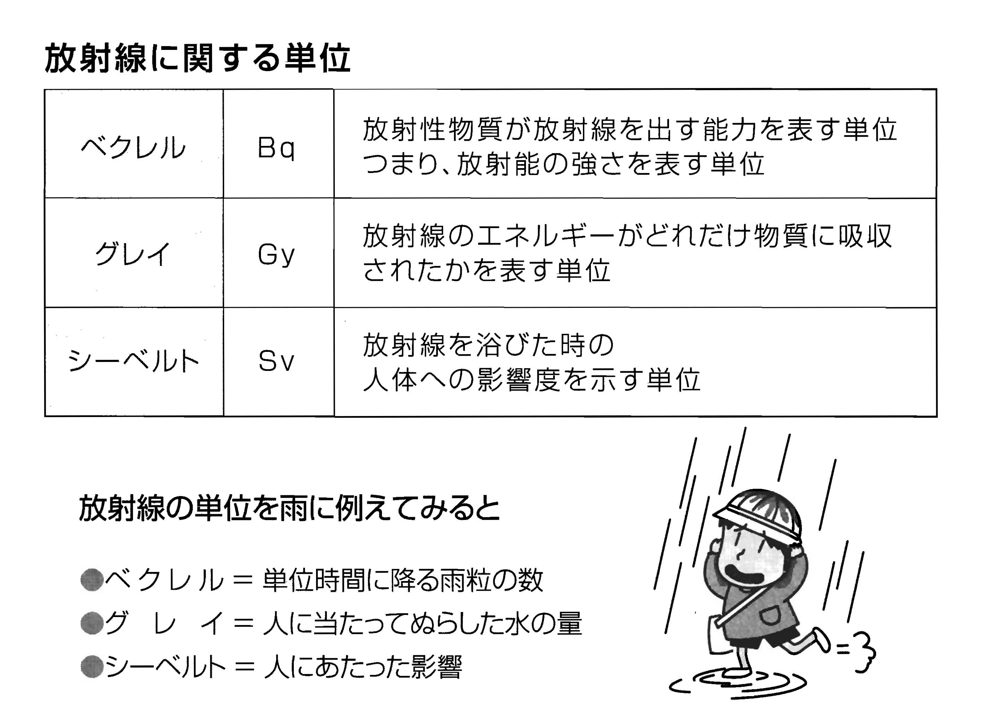 放射線に関する単位
ベクレル Bq 放射性物質が放射線を出す能力を表す単位
つまり、放射能の強さを表す単位
グレイ Gy 放射線のエネルギーがどれだけ物質に吸収
されたかを表す単位
シーベルト Sv 放射線を浴びた時の
人体への影響度を示す単位
放射線の単位を雨に例えてみると
●ベクレル = 単位時間に降る雨粒の数
●グレイ = 人に当たってぬらした水の量
●シーベルト = 人にあたった影響